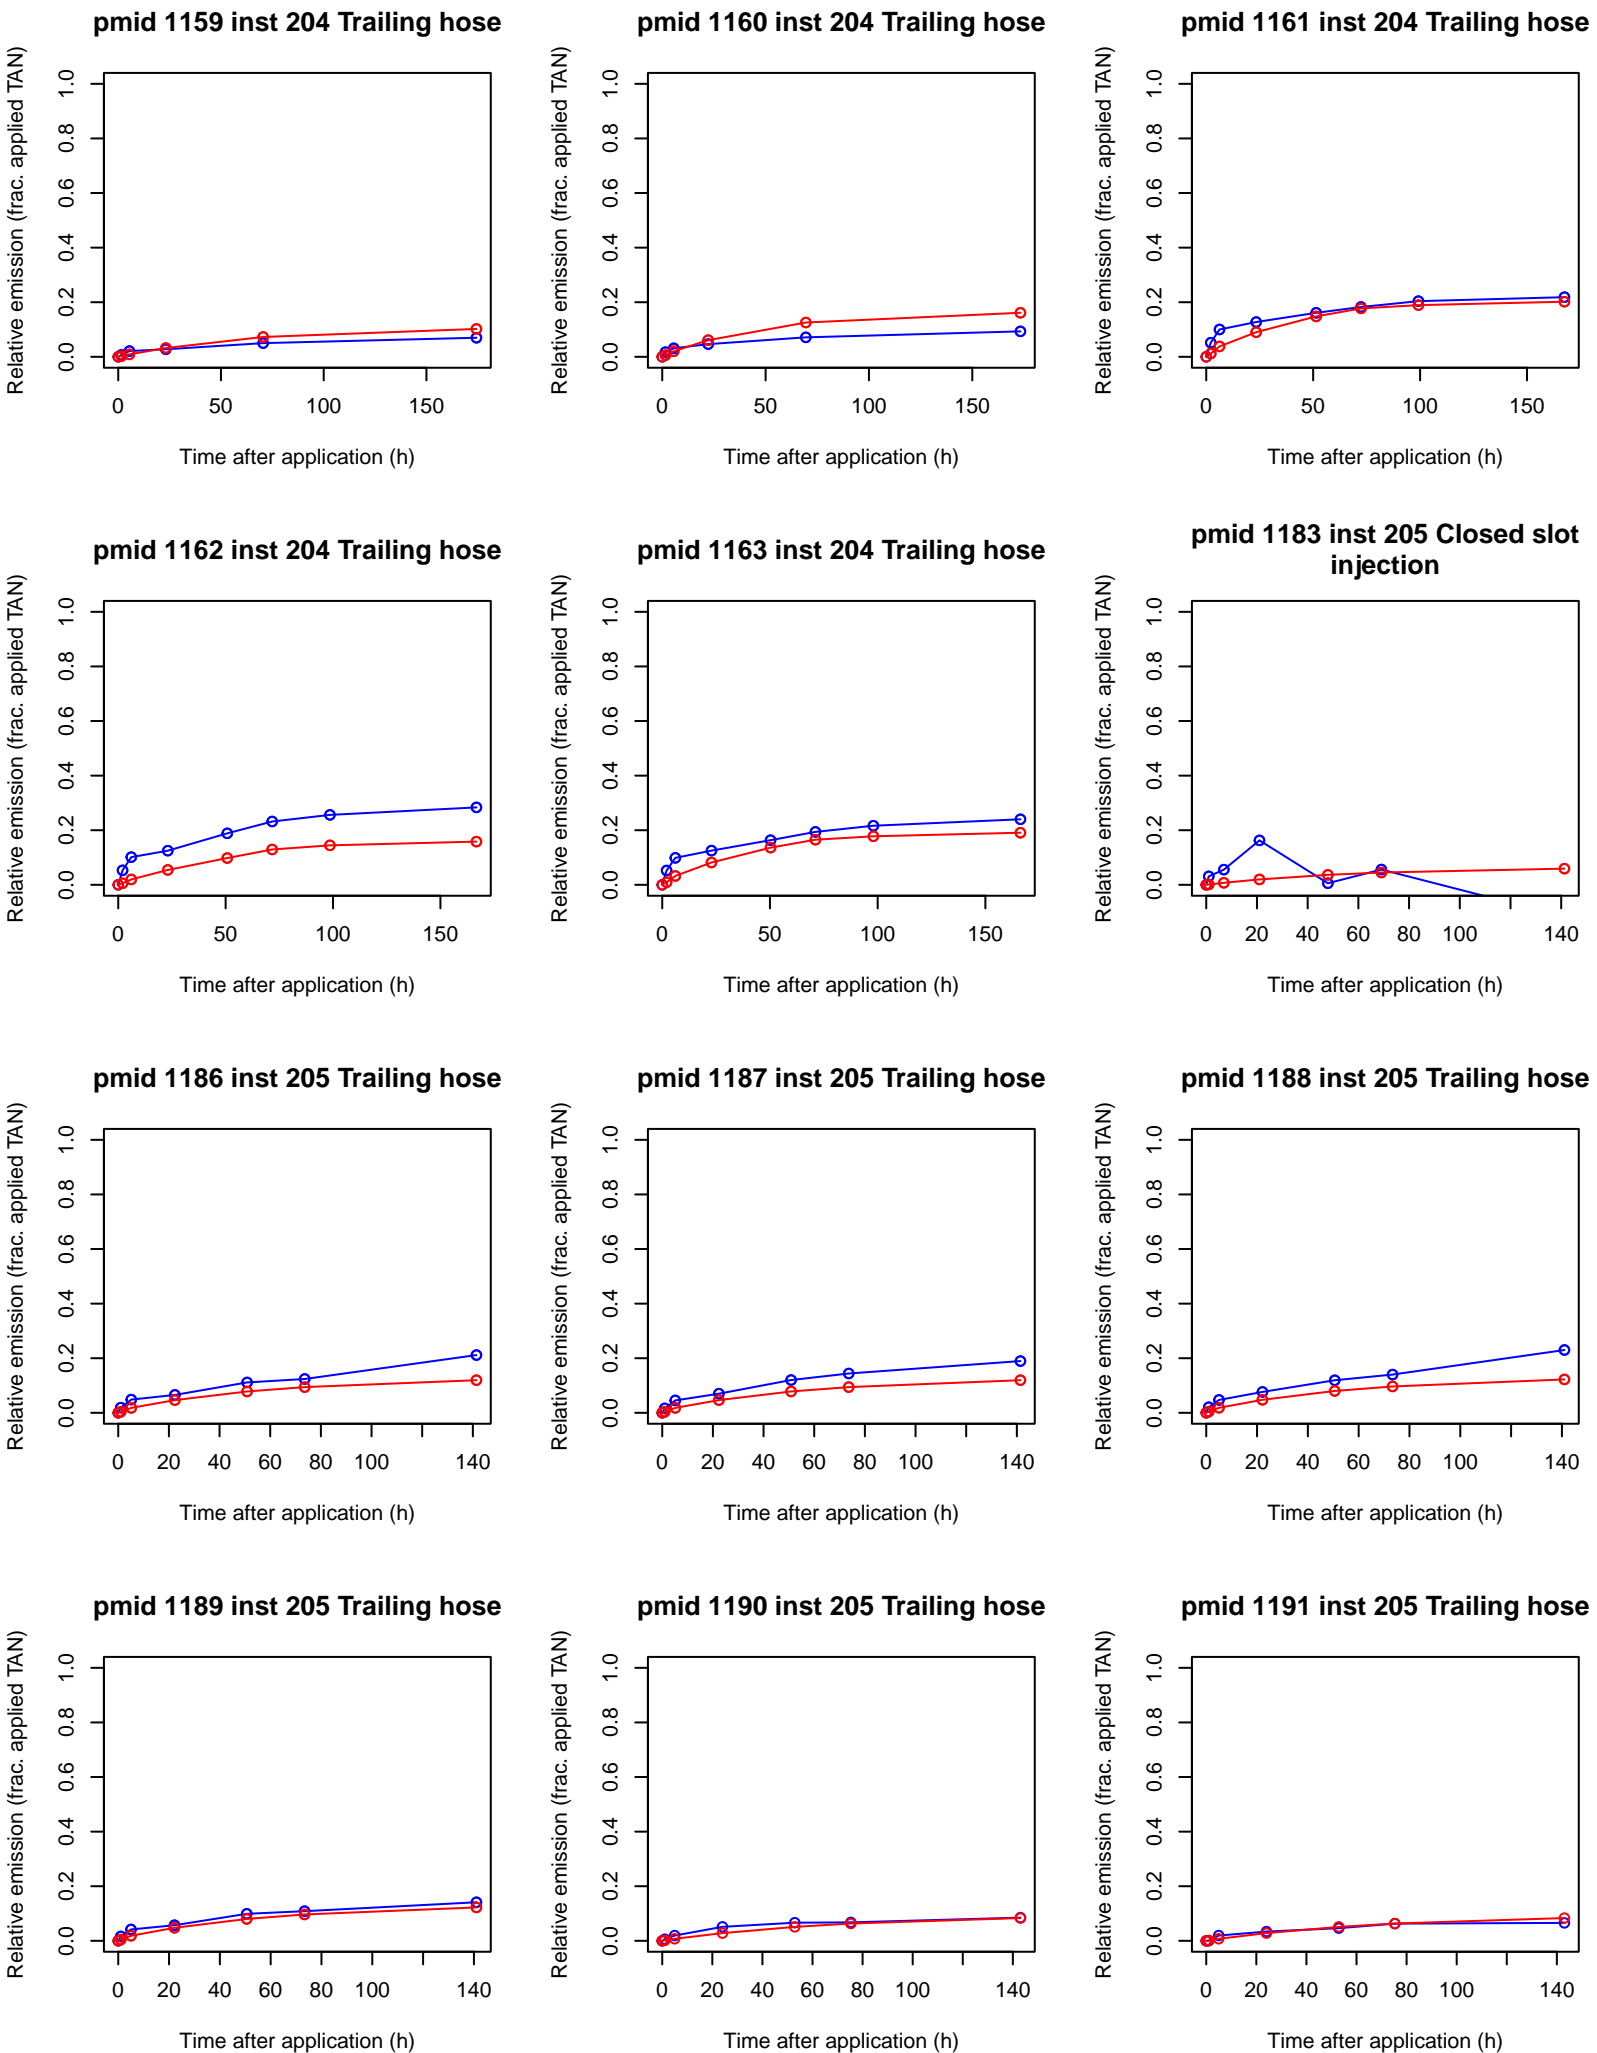 pmid 1159 inst 204 Trailing hose
Relative emission (frac. applied TAN)
1.0
0.8
0.6
0.4
0.2
0.0
0 50 100 150
Time after application (h)
pmid 1160 inst 204 Trailing hose
Relative emission (frac. applied TAN)
1.0
0.8
0.6
0.4
0.2
0.0
0 50 100 150
Time after application (h)
pmid 1161 inst 204 Trailing hose
Relative emission (frac. applied TAN)
1.0
0.8
0.6
0.4
0.2
0.0
0 50 100 150
Time after application (h)
pmid 1162 inst 204 Trailing hose
Relative emission (frac. applied TAN)
1.0
0.8
0.6
0.4
0.2
0.0
0 50 100 150
Time after application (h)
pmid 1163 inst 204 Trailing hose
Relative emission (frac. applied TAN)
1.0
0.8
0.6
0.4
0.2
0.0
0 50 100 150
Time after application (h)
pmid 1183 inst 205 Closed slot
injection
Relative emission (frac. applied TAN)
1.0
0.8
0.6
0.4
0.2
0.0
0 20 40 60 80 100 140
Time after application (h)
pmid 1186 inst 205 Trailing hose
Relative emission (frac. applied TAN)
1.0
0.8
0.6
0.4
0.2
0.0
0 20 40 60 80 100 140
Time after application (h)
pmid 1187 inst 205 Trailing hose
Relative emission (frac. applied TAN)
1.0
0.8
0.6
0.4
0.2
0.0
0 20 40 60 80 100 140
Time after application (h)
pmid 1188 inst 205 Trailing hose
Relative emission (frac. applied TAN)
1.0
0.8
0.6
0.4
0.2
0.0
0 20 40 60 80 100 140
Time after application (h)
pmid 1189 inst 205 Trailing hose
Relative emission (frac. applied TAN)
1.0
0.8
0.6
0.4
0.2
0.0
0 20 40 60 80 100 140
Time after application (h)
pmid 1190 inst 205 Trailing hose
Relative emission (frac. applied TAN)
1.0
0.8
0.6
0.4
0.2
0.0
0 20 40 60 80 100 140
Time after application (h)
pmid 1191 inst 205 Trailing hose
Relative emission (frac. applied TAN)
1.0
0.8
0.6
0.4
0.2
0.0
0 20 40 60 80 100 140
Time after application (h)